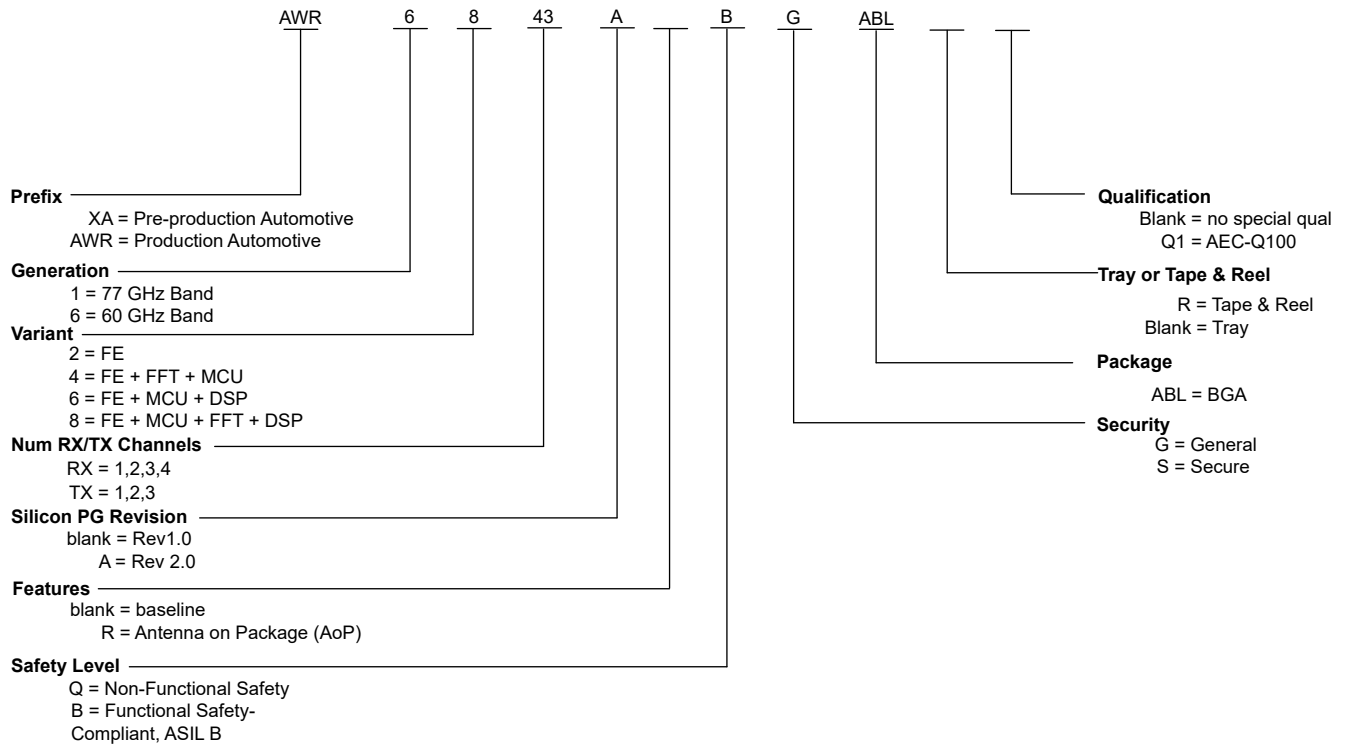 AWR 6 8 43 A B G ABL
Prefix
XA = Pre-production Automotive
AWR = Production Automotive
Generation
1 = 77 GHz Band
6 = 60 GHz Band
Variant
2 = FE
4 = FE + FFT + MCU
6 = FE + MCU + DSP
8 = FE + MCU + FFT + DSP
Num RX/TX Channels
RX = 1,2,3,4
TX = 1,2,3
Silicon PG Revision
blank = Rev1.0
A = Rev 2.0
Features
blank = baseline
R = Antenna on Package (AoP)
Safety Level
Q = Non-Functional Safety
B = Functional Safety-
Compliant, ASIL B
Qualification
Blank = no special qual
Q1 = AEC-Q100
Tray or Tape & Reel
R = Tape & Reel
Blank = Tray
Package
ABL = BGA
Security
G = General
S = Secure